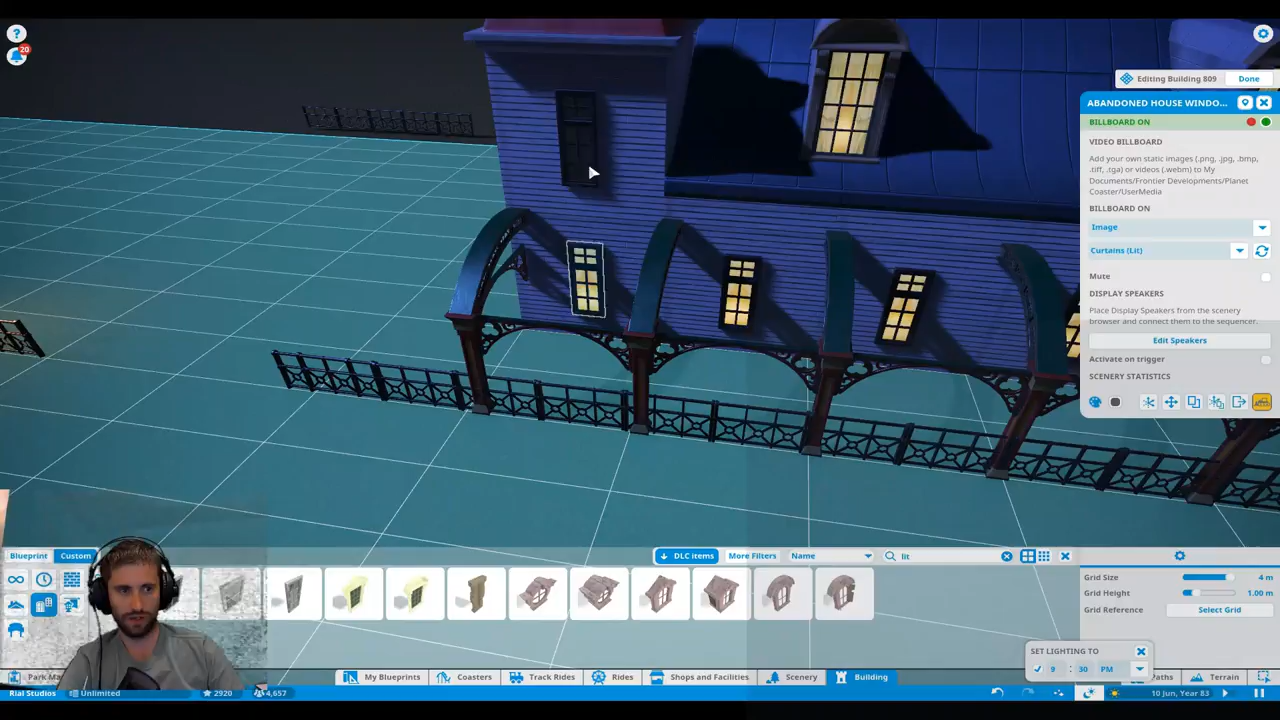 ?
20
Editing Building 809
Done
ABANDONED HOUSE WINDO...
BILLBOARD ON
VIDEO BILLBOARD
Add your own static images (.png, .jpg, .bmp,
.tiff, .tga) or videos (.webm) to My
Documents/Frontier Developments/Planet
Coaster/UserMedia
BILLBOARD ON
Image
Curtains (Lit)
Mute
DISPLAY SPEAKERS
Place Display Speakers from the scenery
browser and connect them to the sequencer.
Edit Speakers
Activate on trigger
SCENERY STATISTICS
Blueprint
Custom
DLC items
More Filters
Name
lit
Grid Size
4 m
Grid Height
1.00 m
Grid Reference
Select Grid
SET LIGHTING TO
9 : 30 PM
Park Ma
My Blueprints
Coasters
Track Rides
Rides
Shops and Facilities
Scenery
Building
Paths
Terrain
Rial Studios
Unlimited
2920
4,657
10 Jun, Year 83